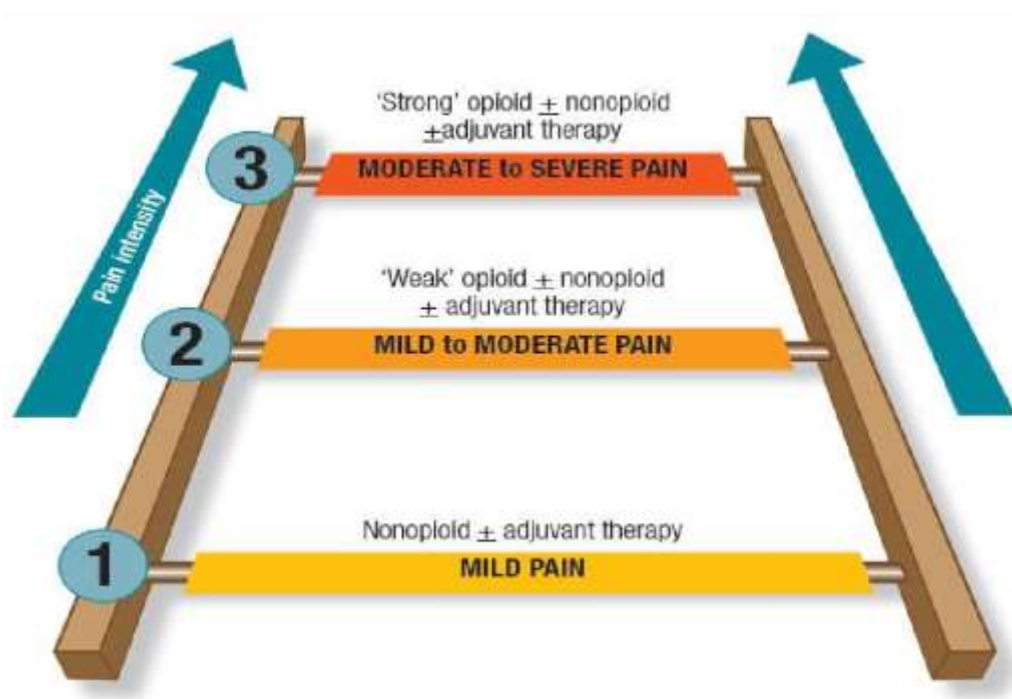 'Strong' opioid ± nonopioid
±adjuvant therapy
3
MODERATE to SEVERE PAIN
Pain intensity
'Weak' opioid ± nonopioid
± adjuvant therapy
2
MILD to MODERATE PAIN
Nonopioid ± adjuvant therapy
1
MILD PAIN